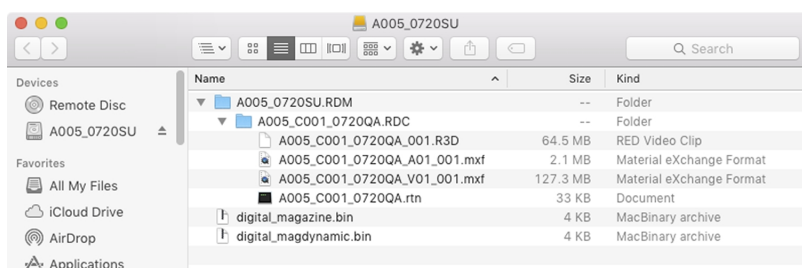 A005_0720SU
Search
Devices
Remote Disc
A005_0720SU
Favorites
All My Files
iCloud Drive
AirDrop
Applications
Name Size Kind
A005_0720SU.RDM -- Folder
A005_C001_0720QA.RDC -- Folder
A005_C001_0720QA_001.R3D 64.5 MB RED Video Clip
A005_C001_0720QA_A01_001.mxf 2.1 MB Material eXchange Format
A005_C001_0720QA_V01_001.mxf 127.3 MB Material eXchange Format
A005_C001_0720QA.rtn 33 KB Document
digital_magazine.bin 4 KB MacBinary archive
digital_magdynamic.bin 4 KB MacBinary archive